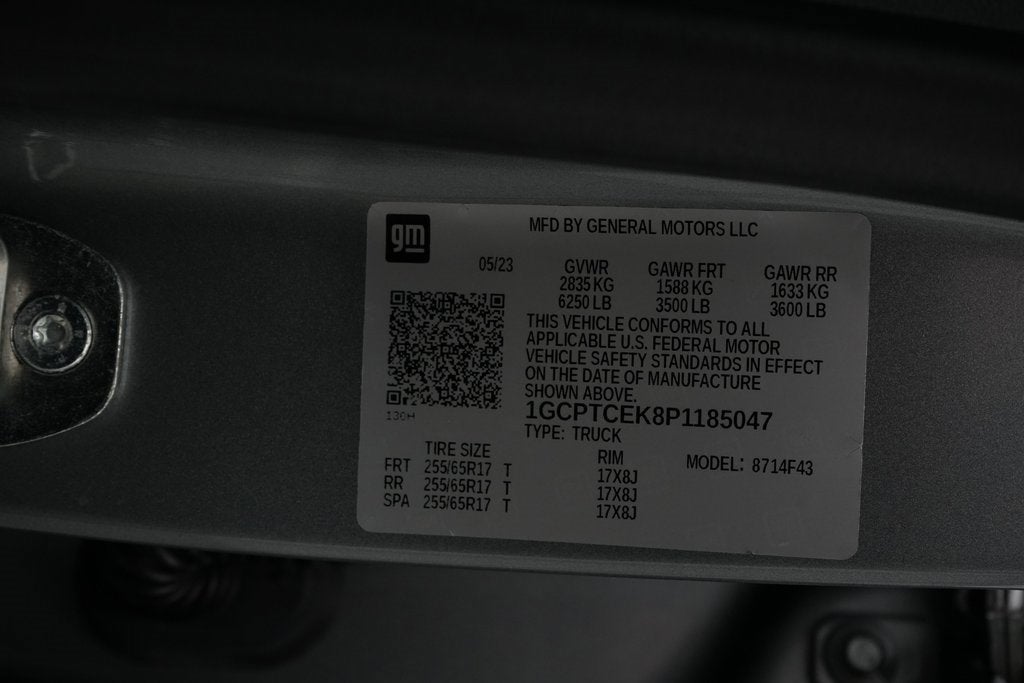 gm
MFD BY GENERAL MOTORS LLC
05/23
GVWR GAWR FRT GAWR RR
2835 KG 1588 KG 1633 KG
6250 LB 3500 LB 3600 LB
THIS VEHICLE CONFORMS TO ALL
APPLICABLE U.S. FEDERAL MOTOR
VEHICLE SAFETY STANDARDS IN EFFECT
ON THE DATE OF MANUFACTURE
SHOWN ABOVE.
1GCPTCEK8P1185047
TYPE: TRUCK
TIRE SIZE RIM MODEL: 8714F43
FRT 255/65R17 T 17X8J
RR 255/65R17 T 17X8J
SPA 255/65R17 T 17X8J